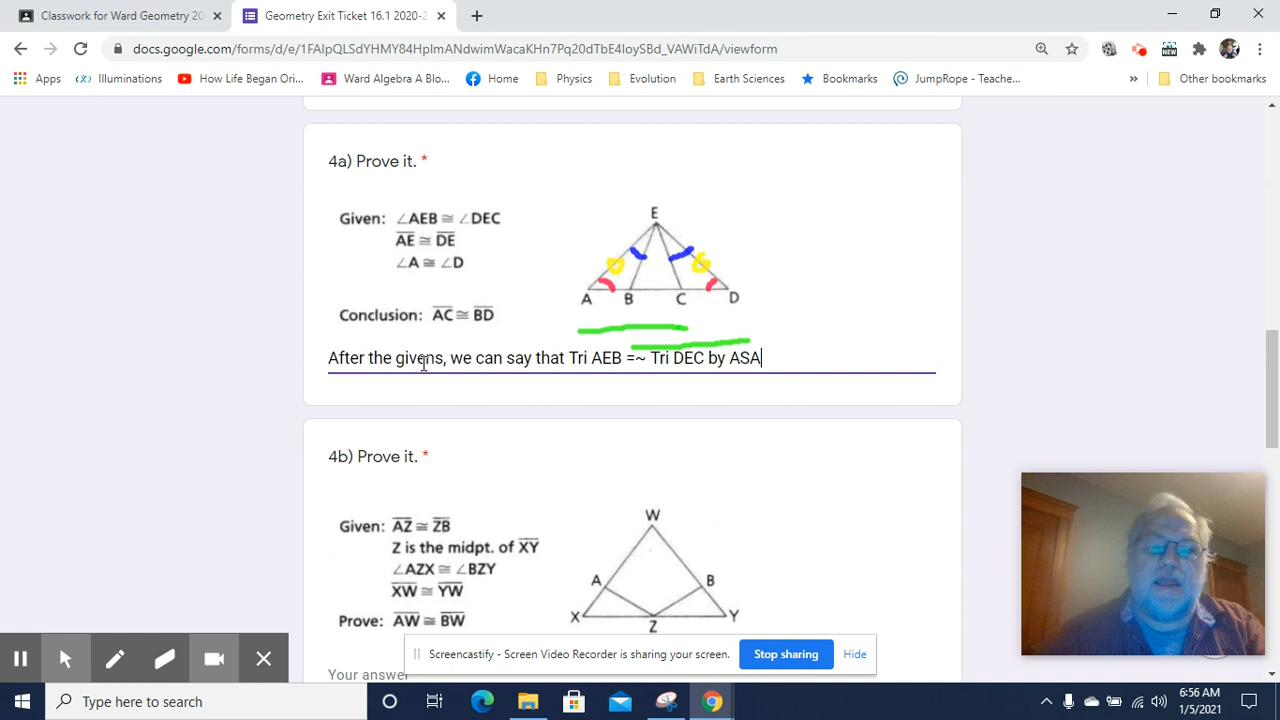 Classwork for Ward Geometry 20
Geometry Exit Ticket 16.1 2020-2
docs.google.com/forms/d/e/1FAIpQLSdYHMY84HplmANdwimWacaKHn7Pq20dTbE4IoySBd_VAWiTdA/viewform
Apps
Illuminations
How Life Began Ori...
Ward Algebra A Blo...
Home
Physics
Evolution
Earth Sciences
Bookmarks
JumpRope - Teache...
Other bookmarks
4a) Prove it. *
Given: ∠AEB ≅ ∠DEC
AE ≅ DE
∠A ≅ ∠D
Conclusion: AC ≅ BD
E
A B C D
After the givens, we can say that Tri AEB =~ Tri DEC by ASA
4b) Prove it. *
Given: AZ ≅ ZB
Z is the midpt. of XY
∠AZX ≅ ∠BZY
XW ≅ YW
Prove: AW ≅ BW
W
A B
X Y
Z
Your answer
Screencastify - Screen Video Recorder is sharing your screen.
Stop sharing
Hide
Type here to search
6:56 AM
1/5/2021